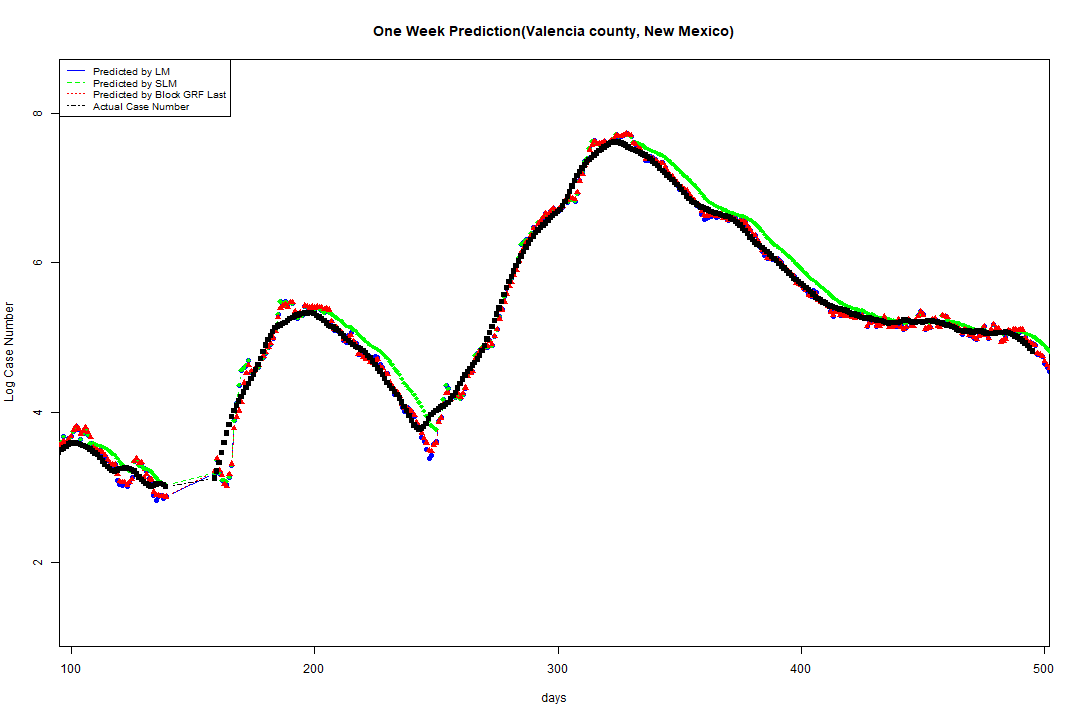 One Week Prediction(Valencia county, New Mexico)
Predicted by LM
Predicted by SLM
Predicted by Block GRF Last
Actual Case Number
8
6
4
2
Log Case Number
100 200 300 400 500
days